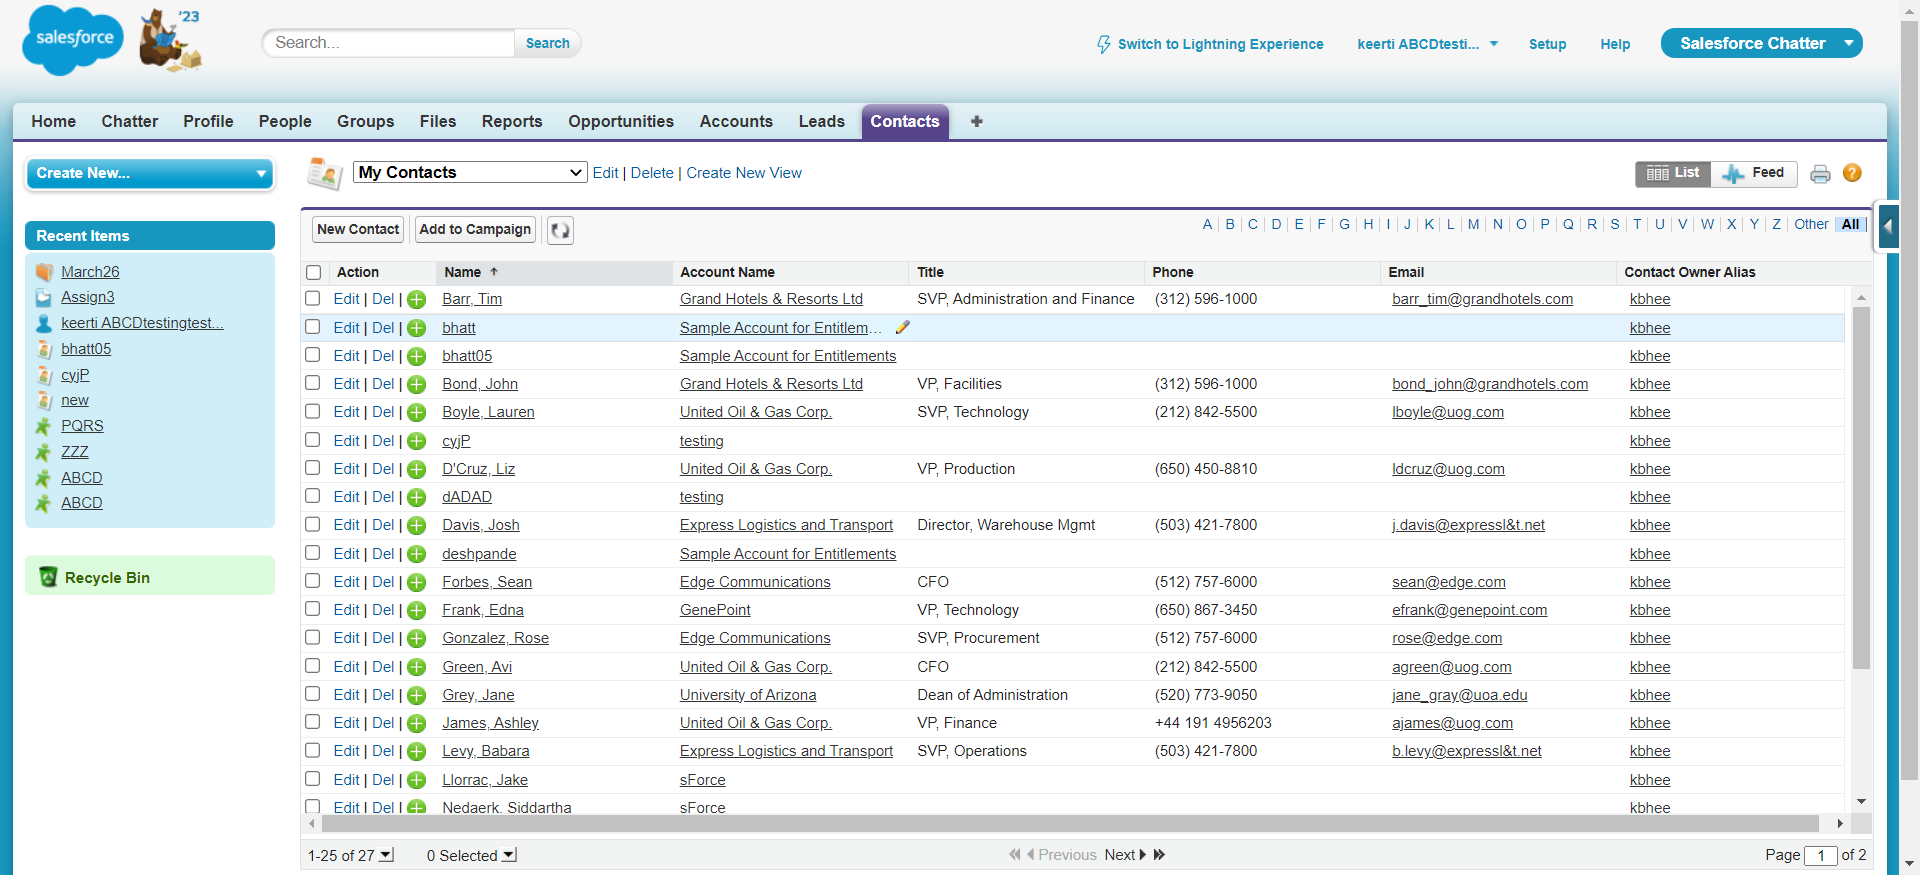 salesforce
'23
Search...
Search
Switch to Lightning Experience
keerti ABCDtesti...
Setup
Help
Salesforce Chatter
Home Chatter Profile People Groups Files Reports Opportunities Accounts Leads Contacts
Create New...
Recent Items
March26
Assign3
keerti ABCDtestingtest...
bhatt05
cyjP
new
PQRS
ZZZ
ABCD
ABCD
Recycle Bin
My Contacts
Edit | Delete | Create New View
List
Feed
New Contact
Add to Campaign
A | B | C | D | E | F | G | H | I | J | K | L | M | N | O | P | Q | R | S | T | U | V | W | X | Y | Z | Other | All
Action Name Account Name Title Phone Email Contact Owner Alias
Edit | Del | Barr, Tim Grand Hotels & Resorts Ltd SVP, Administration and Finance (312) 596-1000 barr_tim@grandhotels.com kbhee
Edit | Del | bhatt Sample Account for Entitlem... kbhee
Edit | Del | bhatt05 Sample Account for Entitlements kbhee
Edit | Del | Bond, John Grand Hotels & Resorts Ltd VP, Facilities (312) 596-1000 bond_john@grandhotels.com kbhee
Edit | Del | Boyle, Lauren United Oil & Gas Corp. SVP, Technology (212) 842-5500 lboyle@uog.com kbhee
Edit | Del | cyjP testing kbhee
Edit | Del | D'Cruz, Liz United Oil & Gas Corp. VP, Production (650) 450-8810 ldcruz@uog.com kbhee
Edit | Del | dADAD testing kbhee
Edit | Del | Davis, Josh Express Logistics and Transport Director, Warehouse Mgmt (503) 421-7800 j.davis@expressl&t.net kbhee
Edit | Del | deshpande Sample Account for Entitlements kbhee
Edit | Del | Forbes, Sean Edge Communications CFO (512) 757-6000 sean@edge.com kbhee
Edit | Del | Frank, Edna GenePoint VP, Technology (650) 867-3450 efrank@genepoint.com kbhee
Edit | Del | Gonzalez, Rose Edge Communications SVP, Procurement (512) 757-6000 rose@edge.com kbhee
Edit | Del | Green, Avi United Oil & Gas Corp. CFO (212) 842-5500 agreen@uog.com kbhee
Edit | Del | Grey, Jane University of Arizona Dean of Administration (520) 773-9050 jane_gray@uoa.edu kbhee
Edit | Del | James, Ashley United Oil & Gas Corp. VP, Finance +44 191 4956203 ajames@uog.com kbhee
Edit | Del | Levy, Babara Express Logistics and Transport SVP, Operations (503) 421-7800 b.levy@expressl&t.net kbhee
Edit | Del | Llorrac, Jake sForce kbhee
Edit | Del | Nedaerk, Siddartha sForce kbhee
1-25 of 27
0 Selected
Previous Next
Page 1 of 2